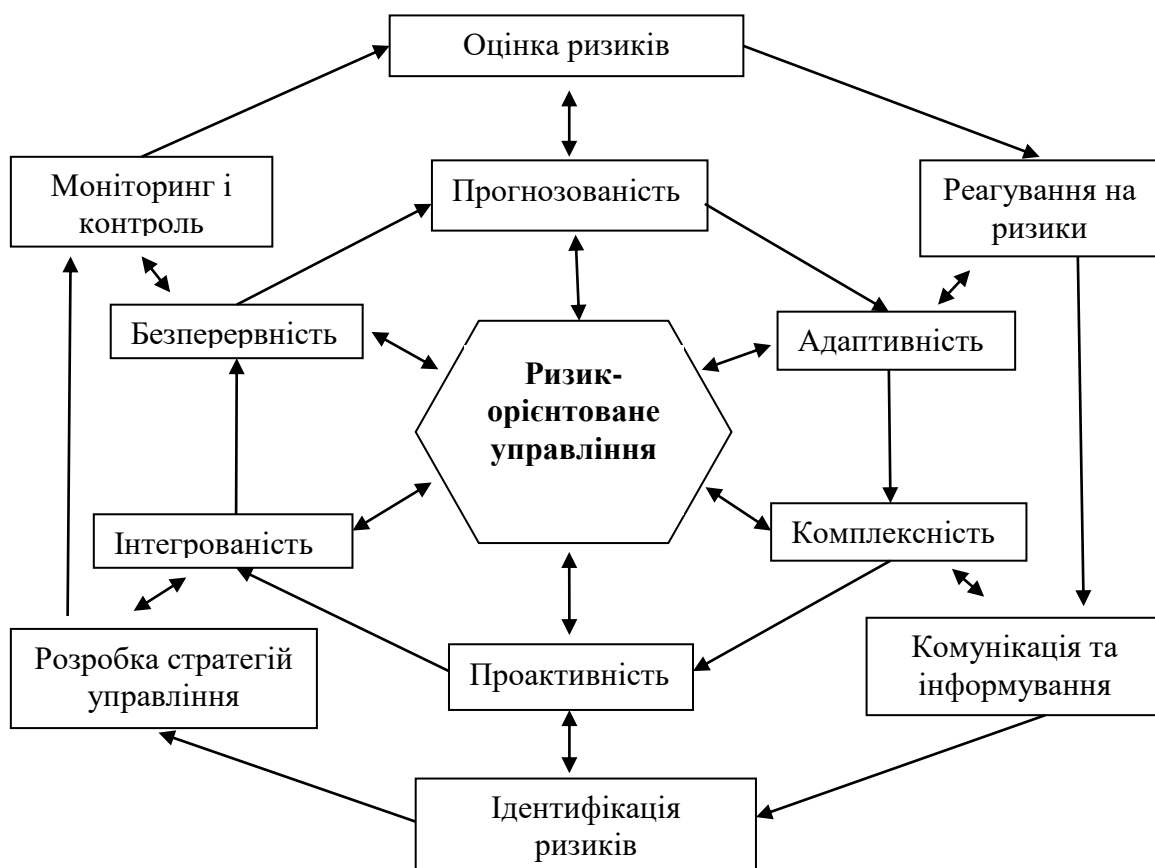 Оцінка ризиків
Моніторинг і
контроль
Прогнозованість
Реагування на
ризики
Безперервність
Адаптивність
Ризик-
орієнтоване
управління
Інтегрованість
Комплексність
Розробка стратегій
управління
Проактивність
Комунікація та
інформування
Ідентифікація
ризиків